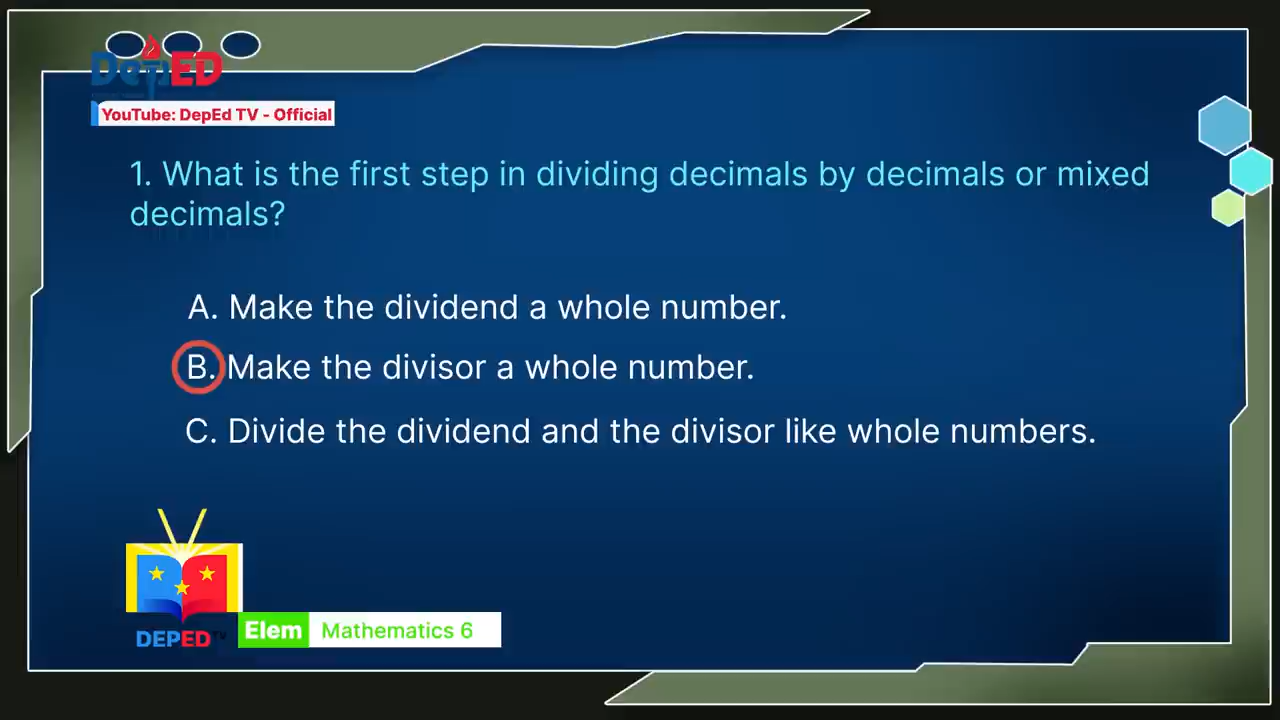 DepED
YouTube: DepEd TV - Official
1. What is the first step in dividing decimals by decimals or mixed
decimals?
A. Make the dividend a whole number.
B. Make the divisor a whole number.
C. Divide the dividend and the divisor like whole numbers.
DEPED TV
Elem Mathematics 6